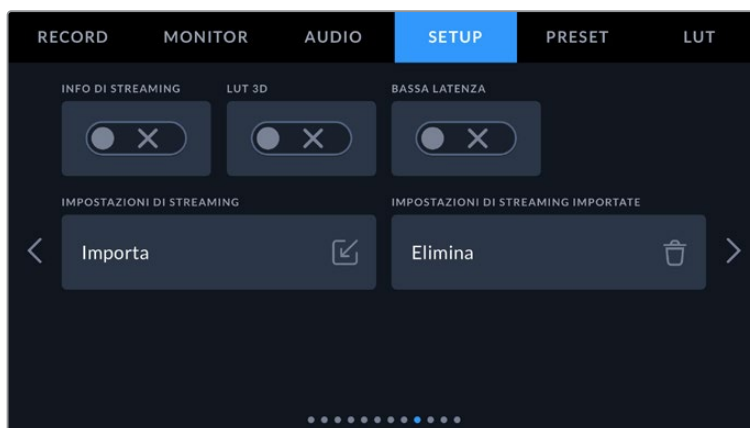 RECORD MONITOR AUDIO SETUP PRESET LUT
INFO DI STREAMING LUT 3D BASSA LATENZA
IMPOSTAZIONI DI STREAMING IMPOSTAZIONI DI STREAMING IMPORTATE
Importa Elimina